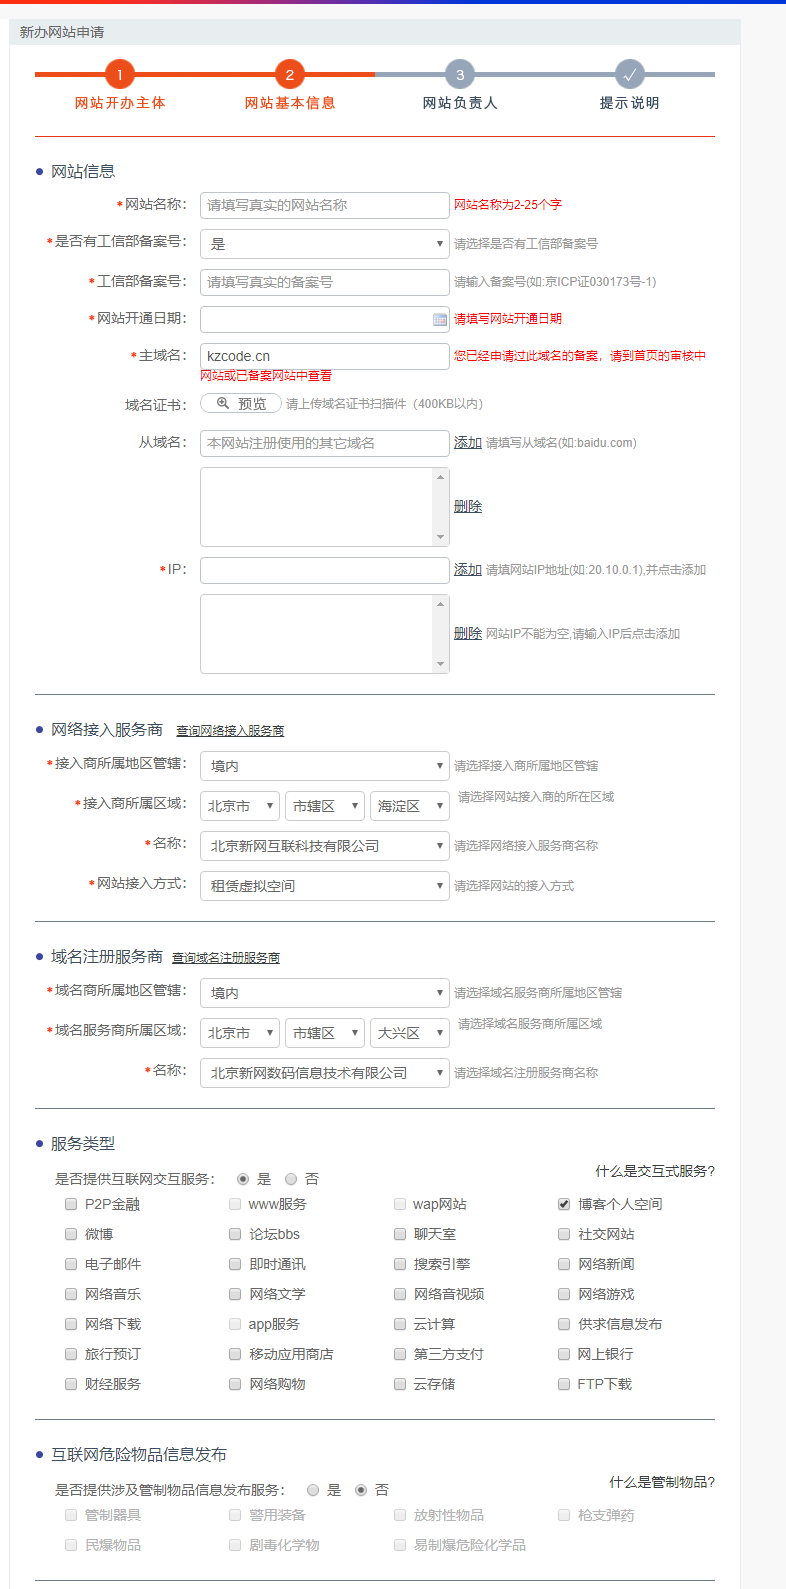 新办网站申请
1 2 3
网站开办主体 网站基本信息 网站负责人 提示说明
网站信息
*网站名称: 请填写真实的网站名称 网站名称为2-25个字
*是否有工信部备案号: 是 请选择是否有工信部备案号
*工信部备案号: 请填写真实的备案号 请输入备案号(如:京ICP证030173号-1)
*网站开通日期: 请填写网站开通日期
*主域名: kzcode.cn 您已经申请过此域名的备案，请到首页的审核中
网站或已备案网站中查看
域名证书: 预览 请上传域名证书扫描件（400KB以内）
从域名: 本网站注册使用的其它域名 添加 请填写从域名(如:baidu.com)
删除
*IP: 添加 请填网站IP地址(如:20.10.0.1),并点击添加
删除 网站IP不能为空,请输入IP后点击添加
网络接入服务商 查询网络接入服务商
*接入商所属地区管辖: 境内 请选择接入商所属地区管辖
*接入商所属区域: 北京市 市辖区 海淀区 请选择网站接入商的所在区域
*名称: 北京新网互联科技有限公司 请选择网络接入服务商名称
*网站接入方式: 租赁虚拟空间 请选择网站的接入方式
域名注册服务商 查询域名注册服务商
*域名商所属地区管辖: 境内 请选择域名服务商所属地区管辖
*域名服务商所属区域: 北京市 市辖区 大兴区 请选择域名服务商所属区域
*名称: 北京新网数码信息技术有限公司 请选择域名注册服务商名称
服务类型
什么是交互式服务?
是否提供互联网交互服务: 是 否
P2P金融 www服务 wap网站 博客个人空间
微博 论坛bbs 聊天室 社交网站
电子邮件 即时通讯 搜索引擎 网络新闻
网络音乐 网络文学 网络音视频 网络游戏
网络下载 app服务 云计算 供求信息发布
旅行预订 移动应用商店 第三方支付 网上银行
财经服务 网络购物 云存储 FTP下载
互联网危险物品信息发布
什么是管制物品?
是否提供涉及管制物品信息发布服务: 是 否
管制器具 警用装备 放射性物品 枪支弹药
民爆物品 剧毒化学物 易制爆危险化学品